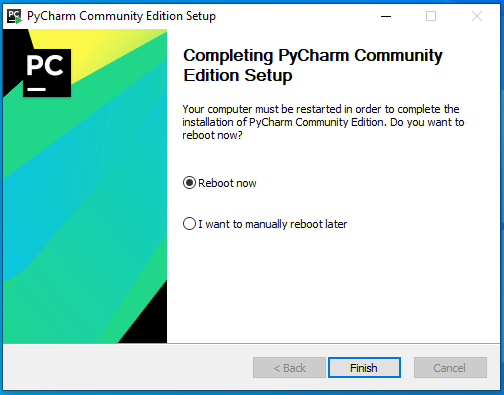 PyCharm Community Edition Setup
PC
Completing PyCharm Community
Edition Setup
Your computer must be restarted in order to complete the
installation of PyCharm Community Edition. Do you want to
reboot now?
Reboot now
I want to manually reboot later
< Back
Finish
Cancel